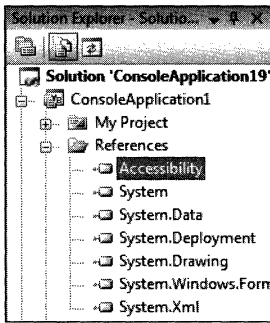 Solution Explorer - Solutio...
Solution 'ConsoleApplication19'
ConsoleApplication1
My Project
References
Accessibility
System
System.Data
System.Deployment
System.Drawing
System.Windows.Form
System.Xml